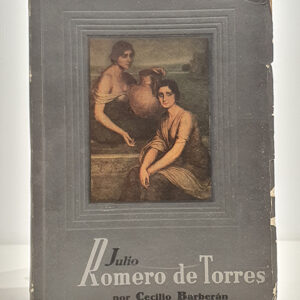 Julio
Romero de Torres
por Cecilio Barberán